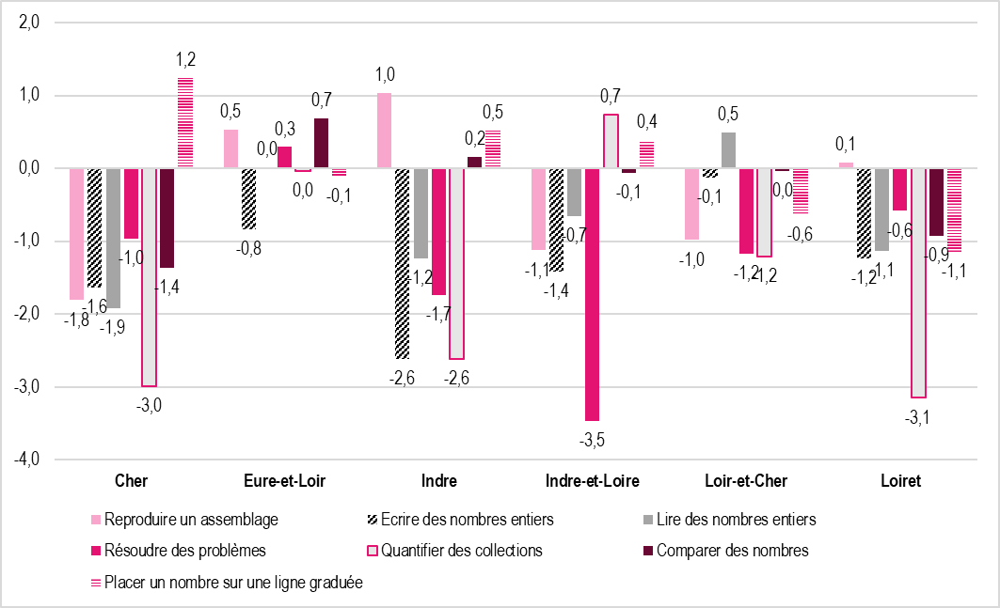 2,0
1,0
0,0
-1,0
-2,0
-3,0
-4,0
-1,8 -1,6 -1,9 -1,0 -3,0 -1,4 1,2
0,5 -0,8 0,0 0,3 0,0 0,7 -0,1
1,0 -2,6 -1,2 -1,7 -2,6 0,2 0,5
-1,1 -1,4 -0,7 -3,5 0,7 -0,1 0,4
-1,0 -0,1 0,5 -1,2 -1,2 0,0 -0,6
0,1 -1,2 -1,1 -0,6 -3,1 -0,9 -1,1
Cher Eure-et-Loir Indre Indre-et-Loire Loir-et-Cher Loiret
Reproduire un assemblage Ecrire des nombres entiers Lire des nombres entiers
Résoudre des problèmes Quantifier des collections Comparer des nombres
Placer un nombre sur une ligne graduée